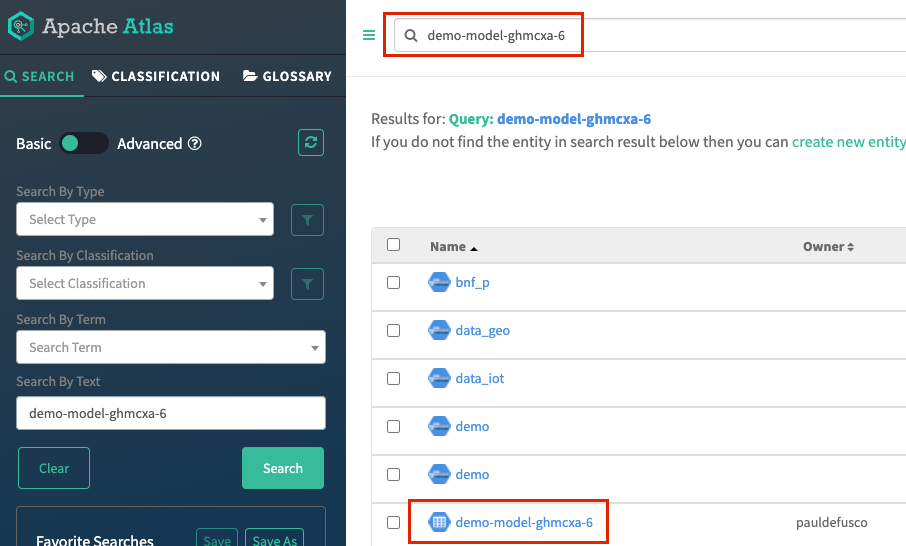 Apache Atlas
SEARCH CLASSIFICATION GLOSSARY
Basic Advanced
Search By Type
Select Type
Search By Classification
Select Classification
Search By Term
Search Term
Search By Text
demo-model-ghmcxa-6
Clear Search
Favorite Searches Save Save As
demo-model-ghmcxa-6
Results for: Query: demo-model-ghmcxa-6
If you do not find the entity in search result below then you can create new entity
Name Owner
bnf_p
data_geo
data_iot
demo
demo
demo-model-ghmcxa-6 pauldefusco